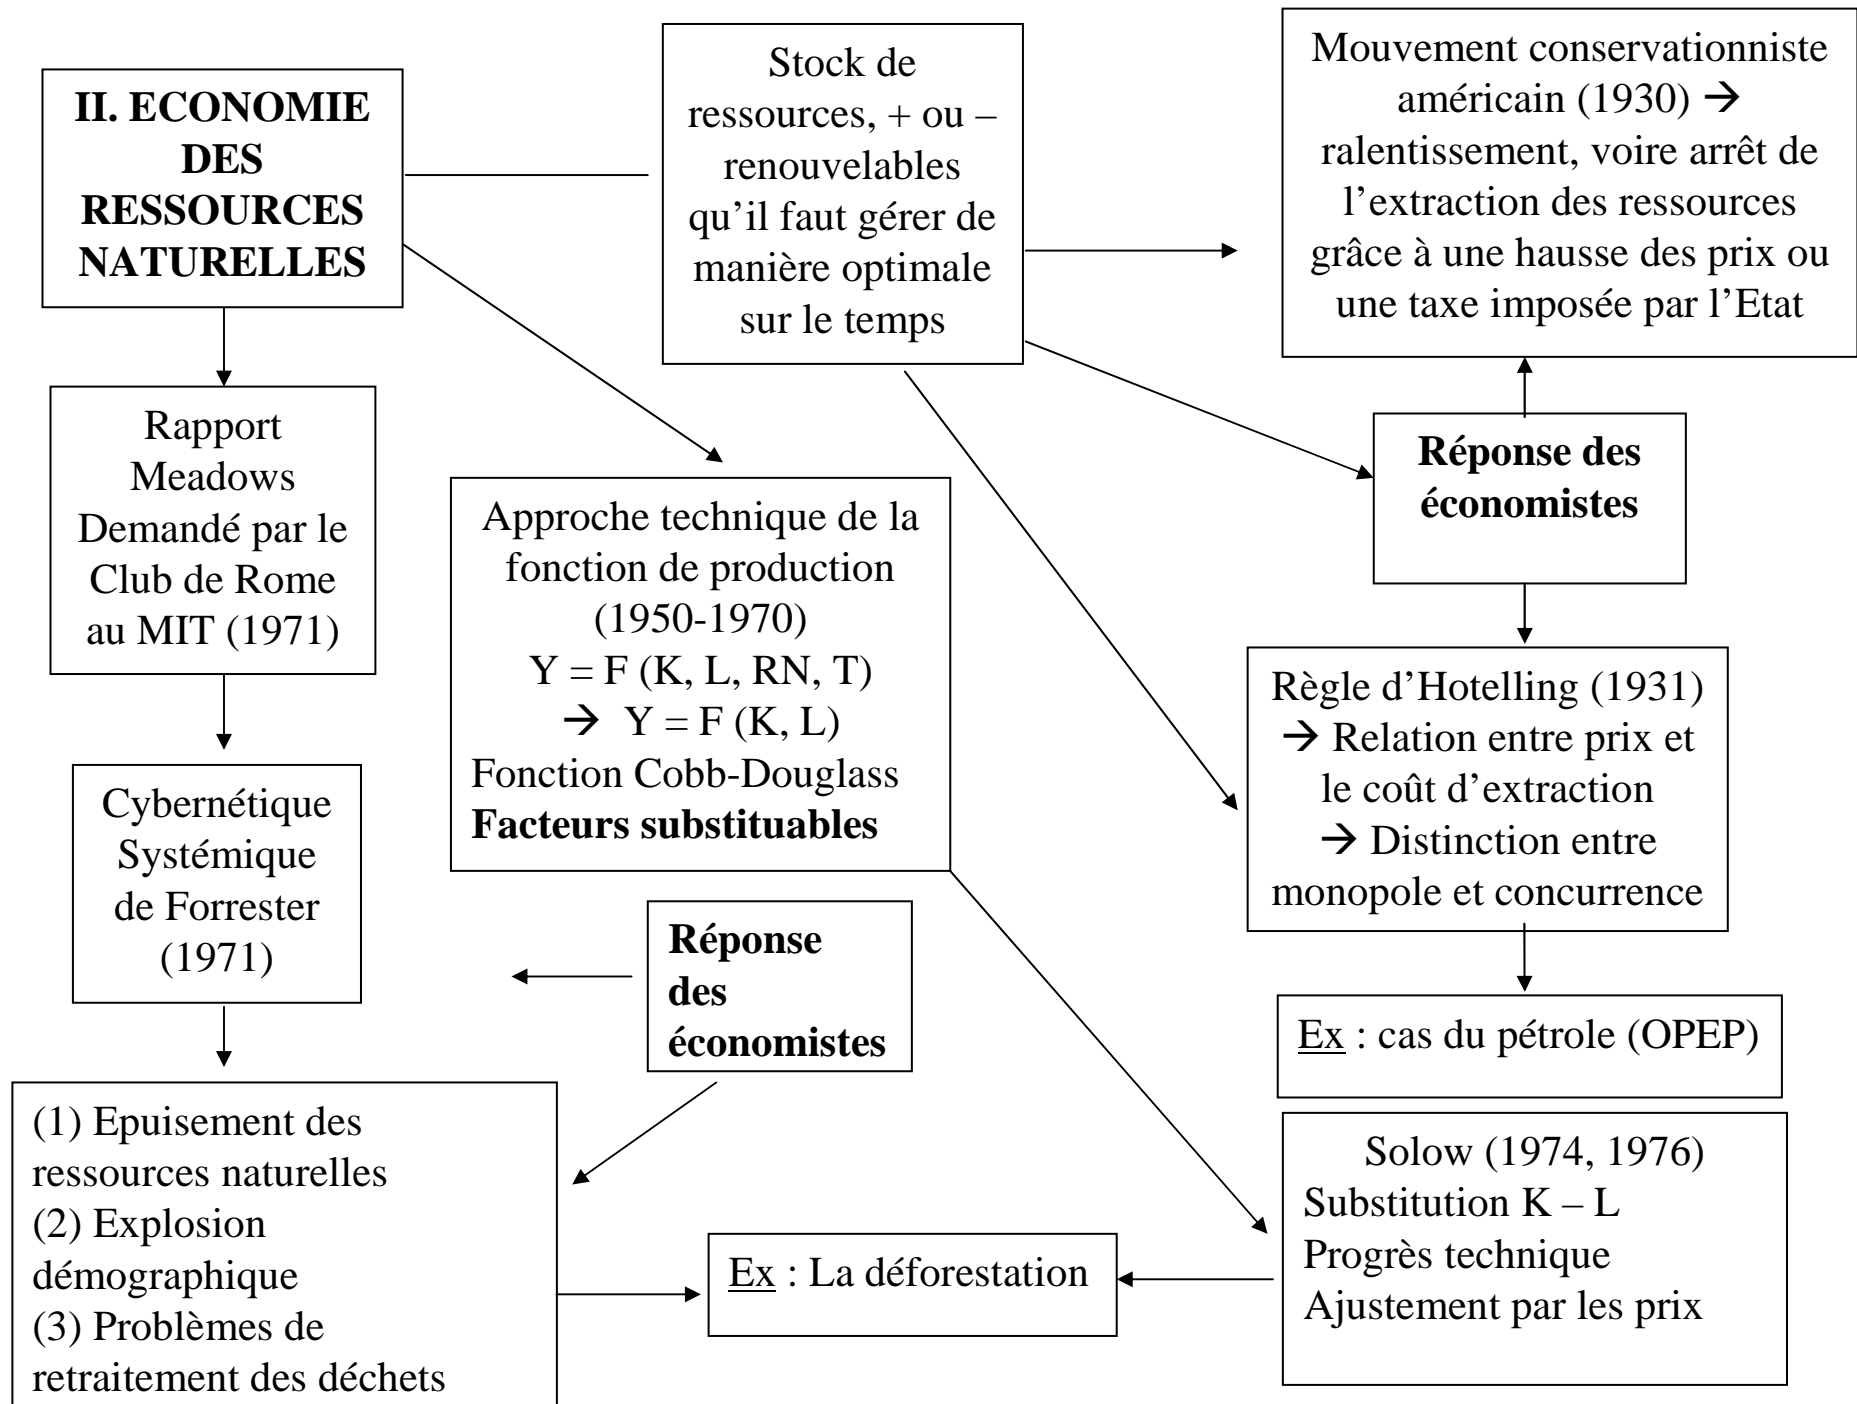 II. ECONOMIE
DES
RESSOURCES
NATURELLES
Stock de
ressources, + ou –
renouvelables
qu’il faut gérer de
manière optimale
sur le temps
Mouvement conservationniste
américain (1930) →
ralentissement, voire arrêt de
l’extraction des ressources
grâce à une hausse des prix ou
une taxe imposée par l’Etat
Rapport
Meadows
Demandé par le
Club de Rome
au MIT (1971)
Approche technique de la
fonction de production
(1950-1970)
Y = F (K, L, RN, T)
→ Y = F (K, L)
Fonction Cobb-Douglass
Facteurs substituables
Réponse des
économistes
Règle d’Hotelling (1931)
→ Relation entre prix et
le coût d’extraction
→ Distinction entre
monopole et concurrence
Cybernétique
Systémique
de Forrester
(1971)
Réponse
des
économistes
Ex : cas du pétrole (OPEP)
(1) Epuisement des
ressources naturelles
(2) Explosion
démographique
(3) Problèmes de
retraitement des déchets
Ex : La déforestation
Solow (1974, 1976)
Substitution K – L
Progrès technique
Ajustement par les prix